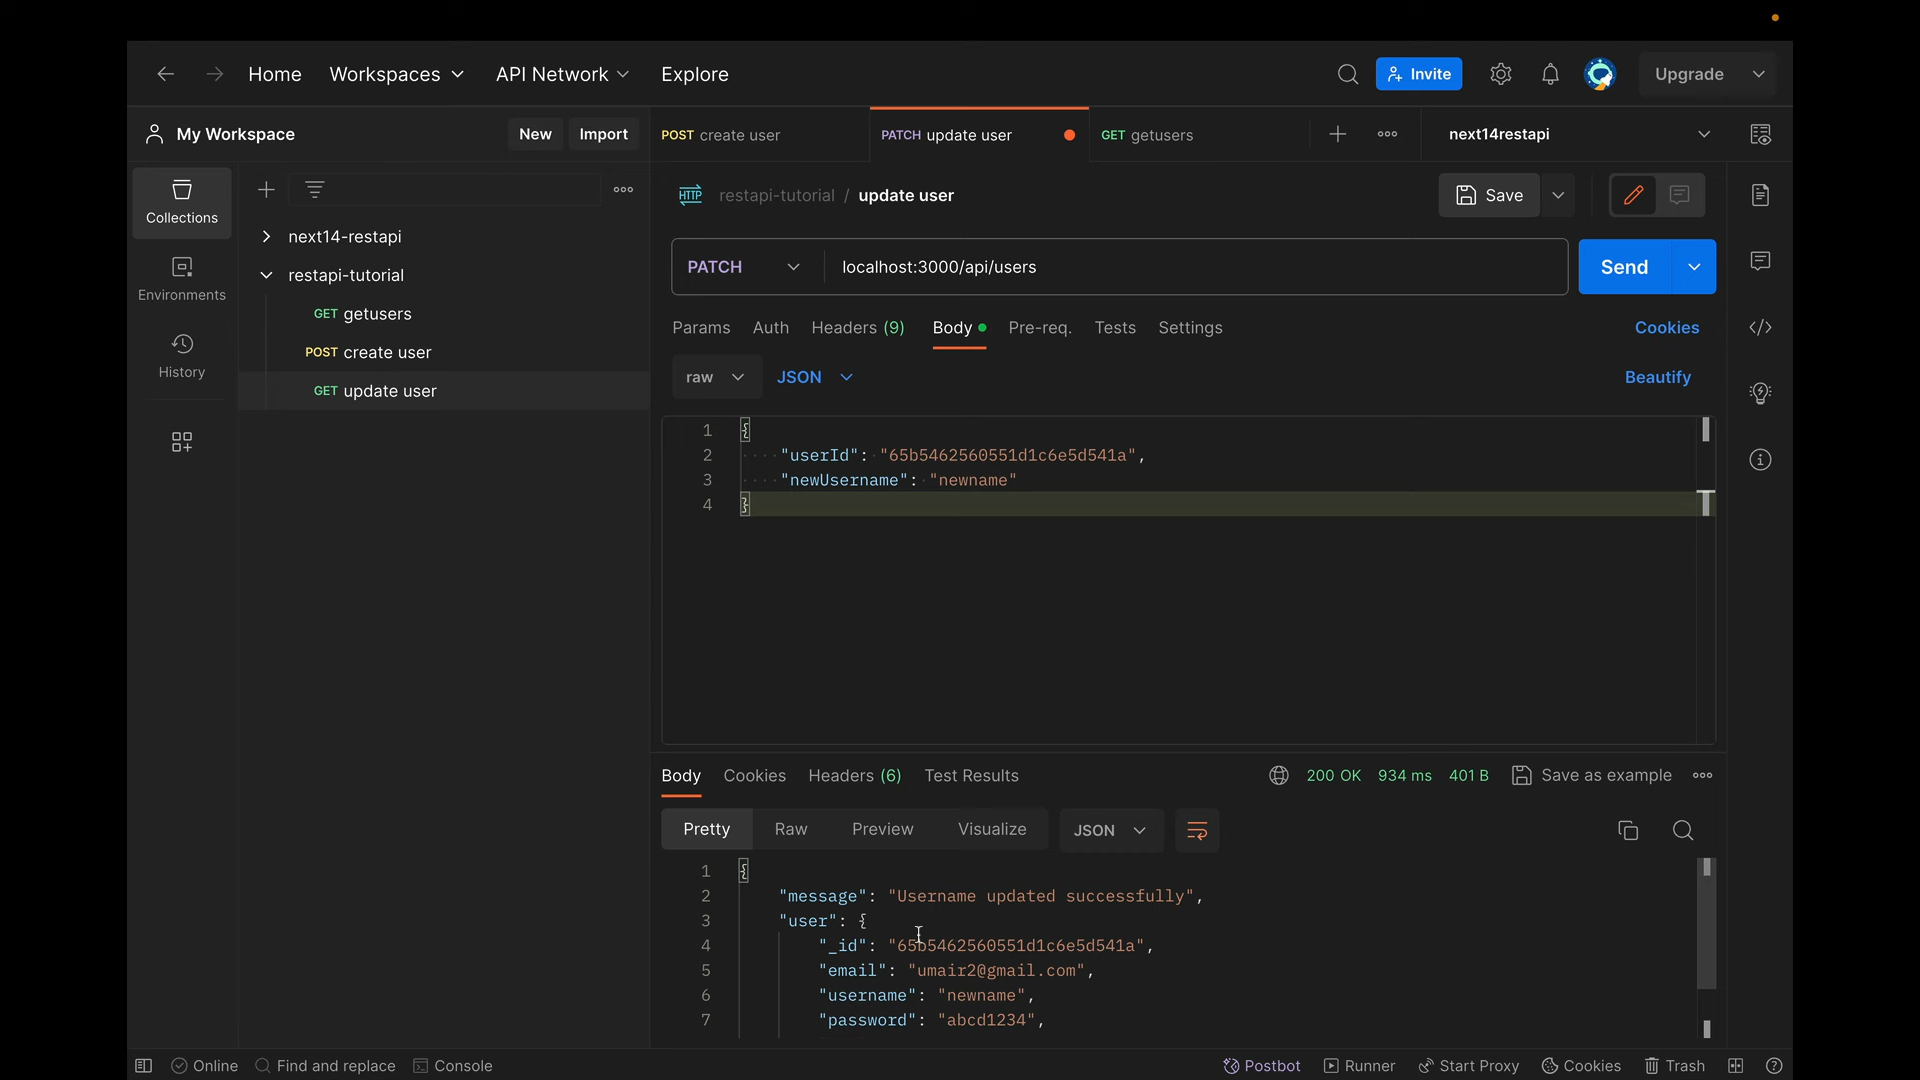 Home Workspaces API Network Explore Invite Upgrade
My Workspace New Import POST create user PATCH update user GET getusers next14restapi
Collections
Environments
History
next14-restapi
restapi-tutorial
GET getusers
POST create user
GET update user
HTTP restapi-tutorial / update user Save
PATCH localhost:3000/api/users Send
Params Auth Headers (9) Body Pre-req. Tests Settings Cookies
raw JSON Beautify
1 {
2 "userId": "65b5462560551d1c6e5d541a",
3 "newUsername": "newname"
4 }
Body Cookies Headers (6) Test Results 200 OK 934 ms 401 B Save as example
Pretty Raw Preview Visualize JSON
1 {
2 "message": "Username updated successfully",
3 "user": {
4 "_id": "65b5462560551d1c6e5d541a",
5 "email": "umair2@gmail.com",
6 "username": "newname",
7 "password": "abcd1234",
Online Find and replace Console Postbot Runner Start Proxy Cookies Trash